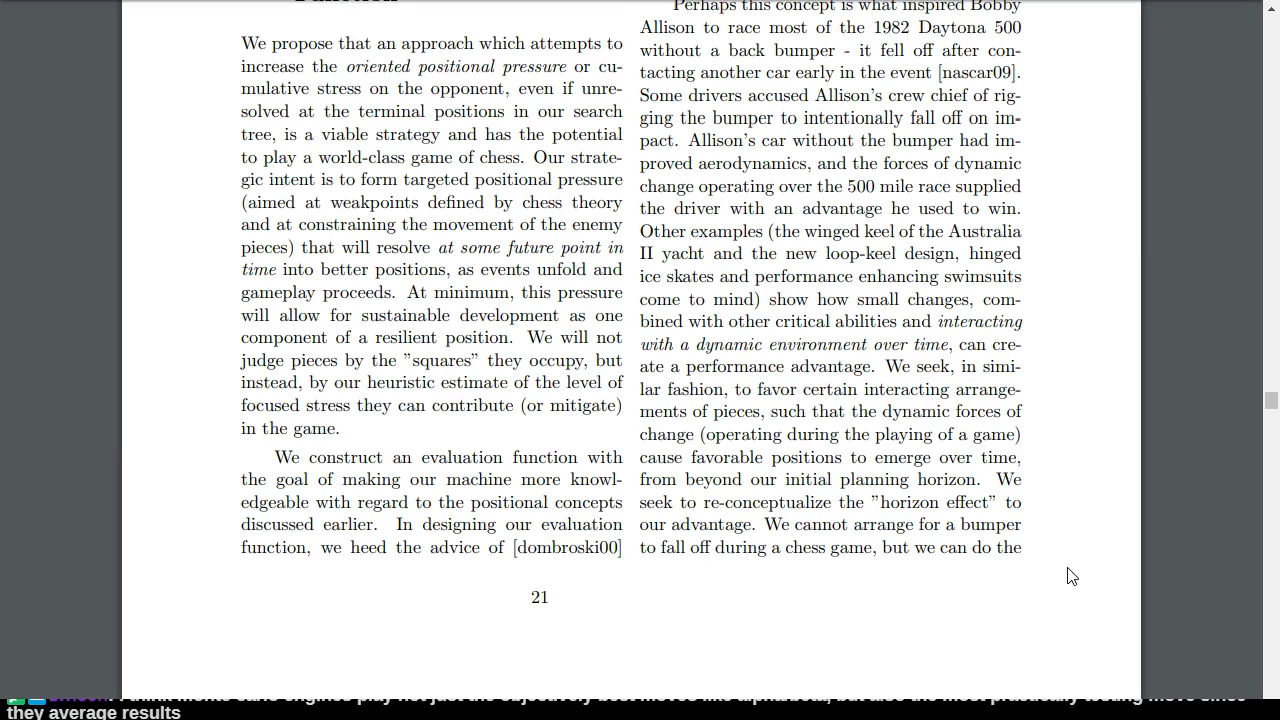 Function
We propose that an approach which attempts to
increase the oriented positional pressure or cu-
mulative stress on the opponent, even if unre-
solved at the terminal positions in our search
tree, is a viable strategy and has the potential
to play a world-class game of chess. Our strate-
gic intent is to form targeted positional pressure
(aimed at weakpoints defined by chess theory
and at constraining the movement of the enemy
pieces) that will resolve at some future point in
time into better positions, as events unfold and
gameplay proceeds. At minimum, this pressure
will allow for sustainable development as one
component of a resilient position. We will not
judge pieces by the ”squares” they occupy, but
instead, by our heuristic estimate of the level of
focused stress they can contribute (or mitigate)
in the game.
We construct an evaluation function with
the goal of making our machine more knowl-
edgeable with regard to the positional concepts
discussed earlier. In designing our evaluation
function, we heed the advice of [dombroski00]
Perhaps this concept is what inspired Bobby
Allison to race most of the 1982 Daytona 500
without a back bumper - it fell off after con-
tacting another car early in the event [nascar09].
Some drivers accused Allison’s crew chief of rig-
ging the bumper to intentionally fall off on im-
pact. Allison’s car without the bumper had im-
proved aerodynamics, and the forces of dynamic
change operating over the 500 mile race supplied
the driver with an advantage he used to win.
Other examples (the winged keel of the Australia
II yacht and the new loop-keel design, hinged
ice skates and performance enhancing swimsuits
come to mind) show how small changes, com-
bined with other critical abilities and interacting
with a dynamic environment over time, can cre-
ate a performance advantage. We seek, in simi-
lar fashion, to favor certain interacting arrange-
ments of pieces, such that the dynamic forces of
change (operating during the playing of a game)
cause favorable positions to emerge over time,
from beyond our initial planning horizon. We
seek to re-conceptualize the ”horizon effect” to
our advantage. We cannot arrange for a bumper
to fall off during a chess game, but we can do the
21
they average results